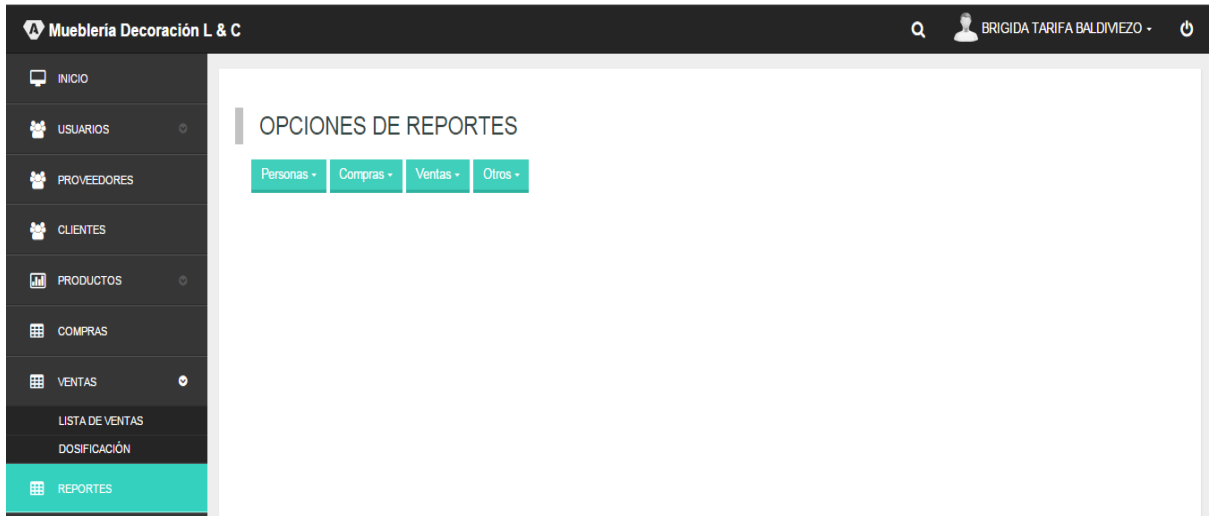 A Mueblería Decoración L & C
BRIGIDA TARIFA BALDIVIEZO
INICIO
USUARIOS
PROVEEDORES
CLIENTES
PRODUCTOS
COMPRAS
VENTAS
LISTA DE VENTAS
DOSIFICACIÓN
REPORTES
OPCIONES DE REPORTES
Personas Compras Ventas Otros